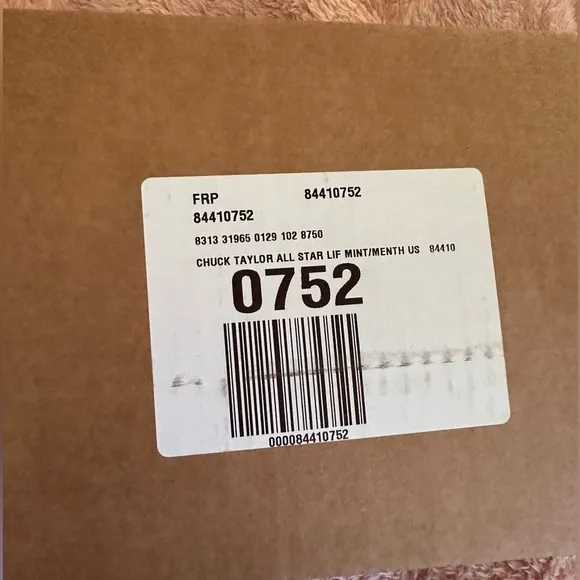 FRP 84410752
84410752
8313 31965 0129 102 8750
CHUCK TAYLOR ALL STAR LIF MINT/MENTH US 84410
0752
000084410752